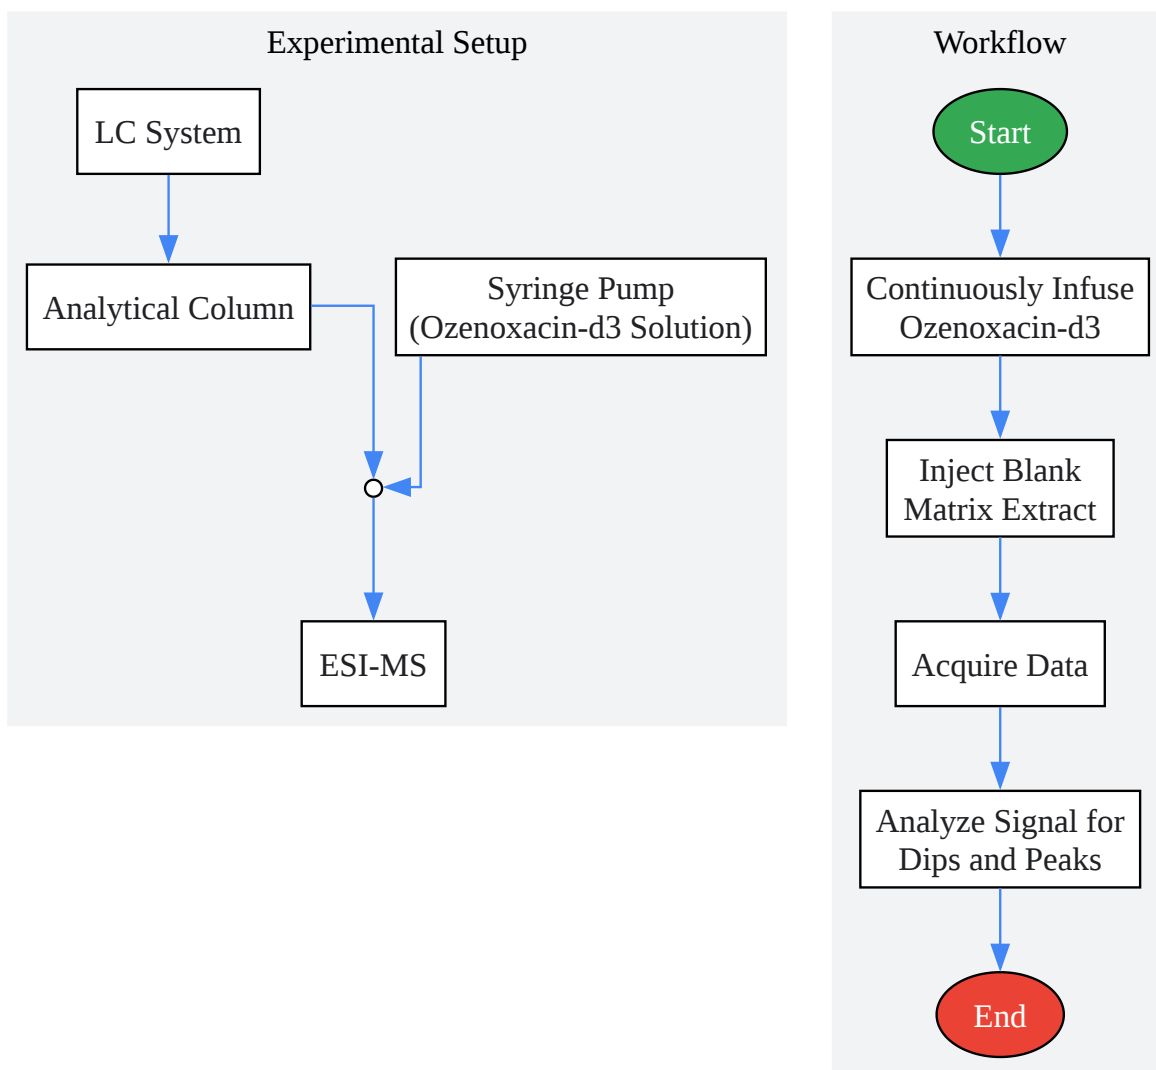 Experimental Setup
LC System
Analytical Column
Syringe Pump
(Ozenoxacin-d3 Solution)
ESI-MS
Workflow
Start
Continuously Infuse
Ozenoxacin-d3
Inject Blank
Matrix Extract
Acquire Data
Analyze Signal for
Dips and Peaks
End